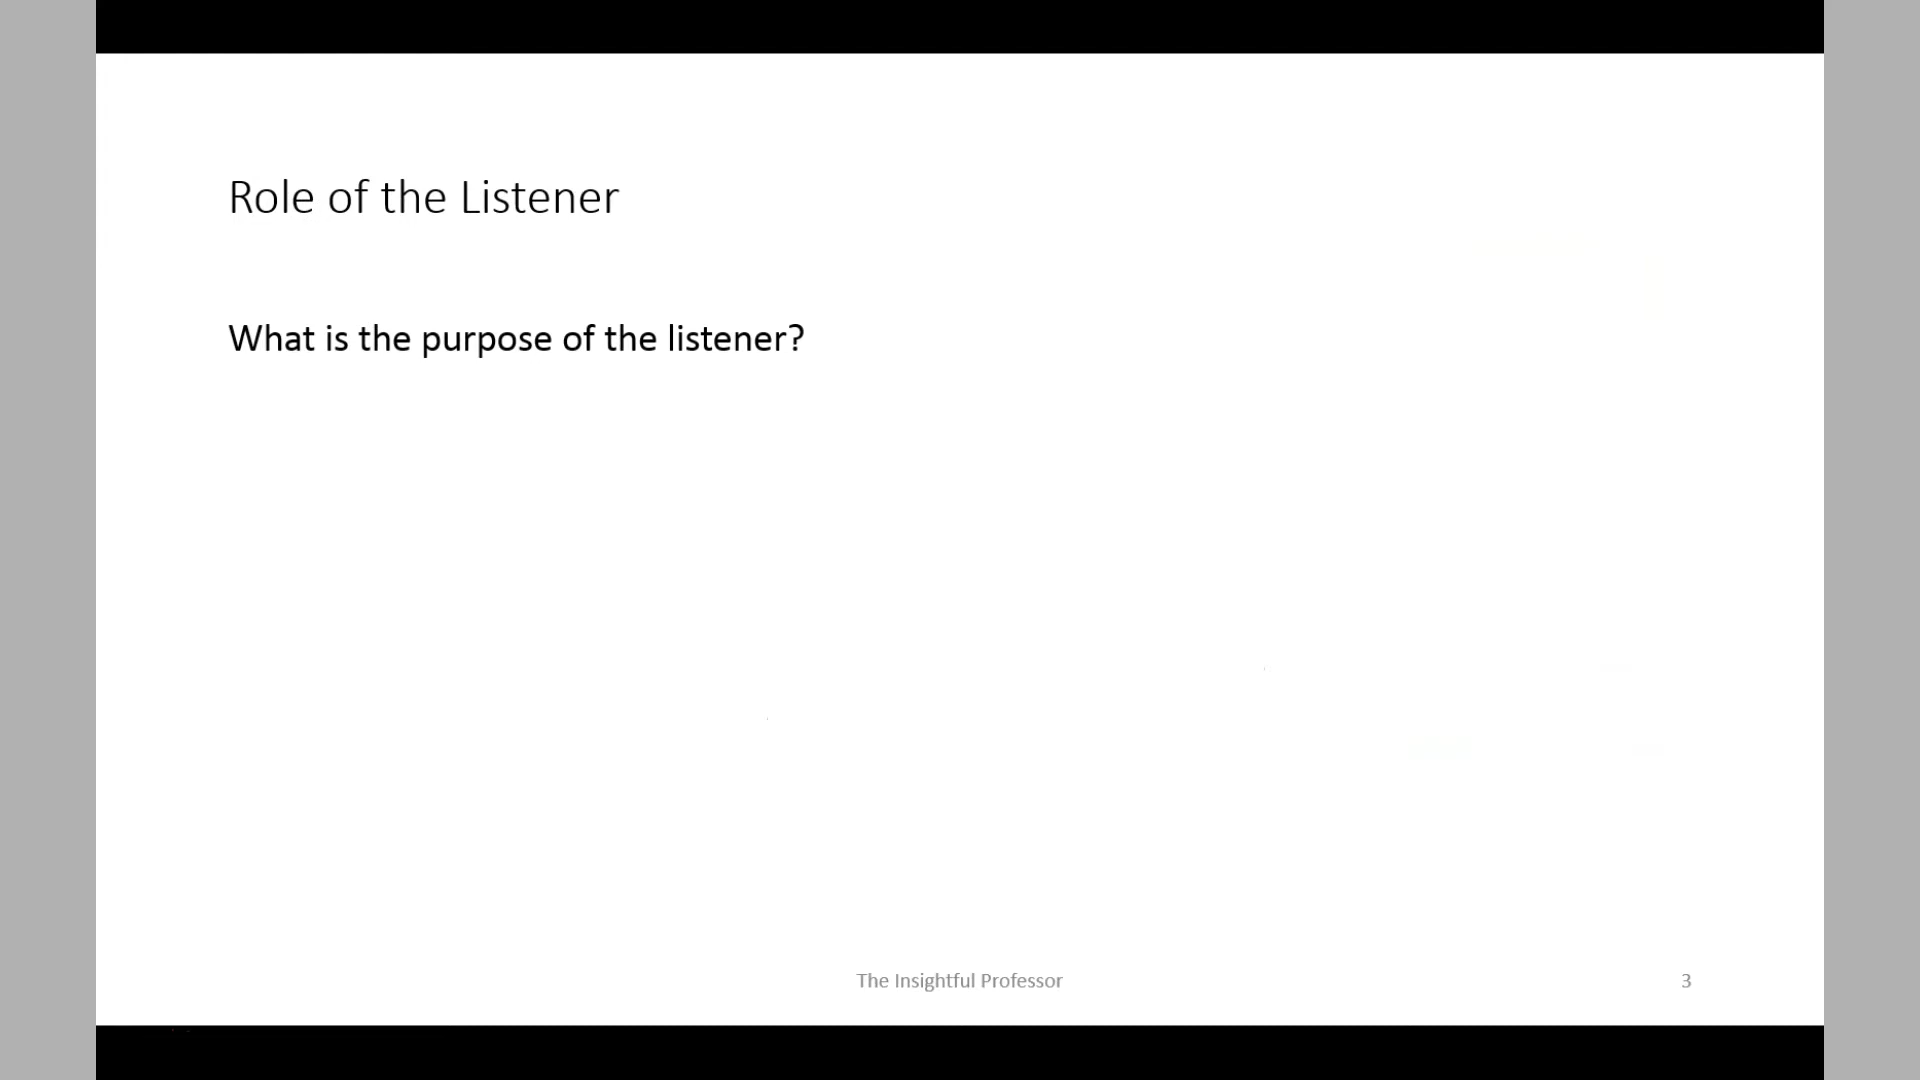 Role of the Listener
What is the purpose of the listener?
The Insightful Professor
3